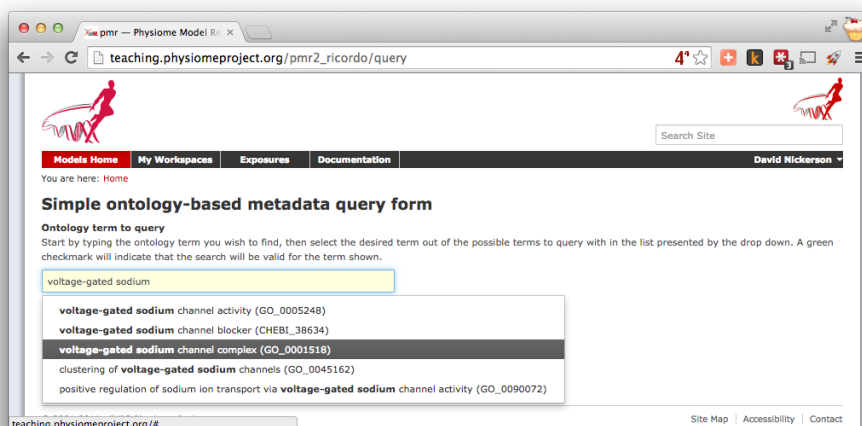 pmr — Physiome Model Re
teaching.physiomeproject.org/pmr2_ricordo/query
Search Site
Models Home My Workspaces Exposures Documentation David Nickerson
You are here: Home
Simple ontology-based metadata query form
Ontology term to query
Start by typing the ontology term you wish to find, then select the desired term out of the possible terms to query with in the list presented by the drop down. A green
checkmark will indicate that the search will be valid for the term shown.
voltage-gated sodium
voltage-gated sodium channel activity (GO_0005248)
voltage-gated sodium channel blocker (CHEBI_38634)
voltage-gated sodium channel complex (GO_0001518)
clustering of voltage-gated sodium channels (GO_0045162)
positive regulation of sodium ion transport via voltage-gated sodium channel activity (GO_0090072)
Site Map Accessibility Contact
teaching.physiomeproject.org/#